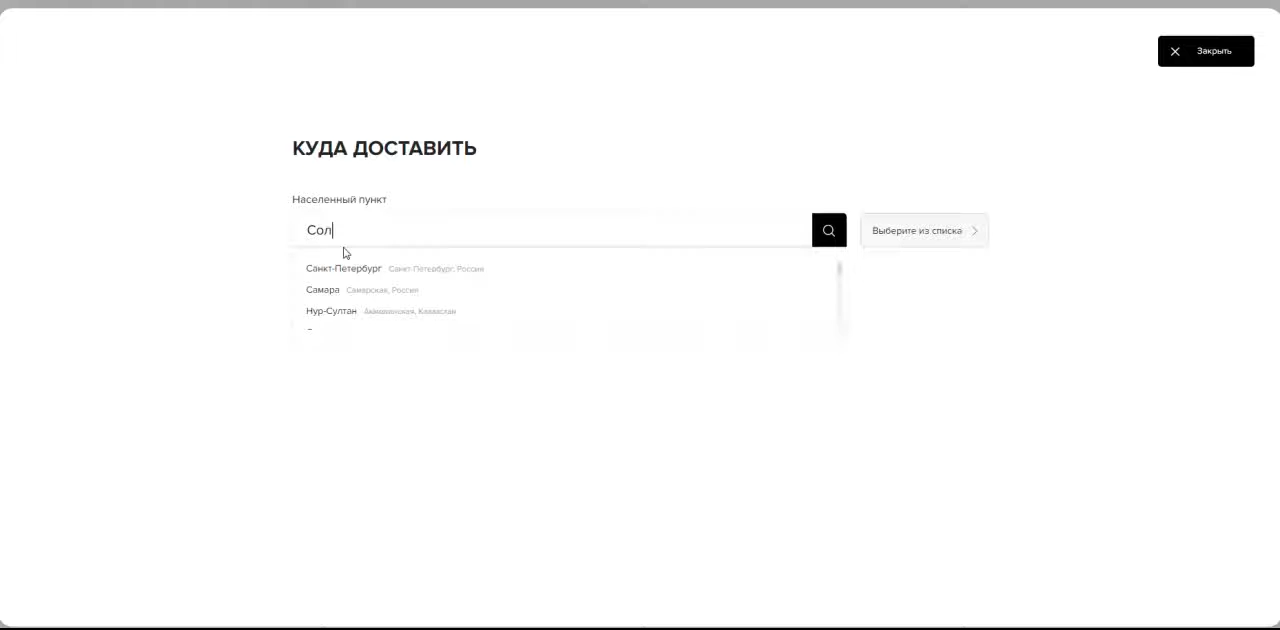 Закрыть
КУДА ДОСТАВИТЬ
Населенный пункт
Сол
Выберите из списка
Санкт-Петербург Санкт-Петербург, Россия
Самара Самарская, Россия
Нур-Султан Казахстан